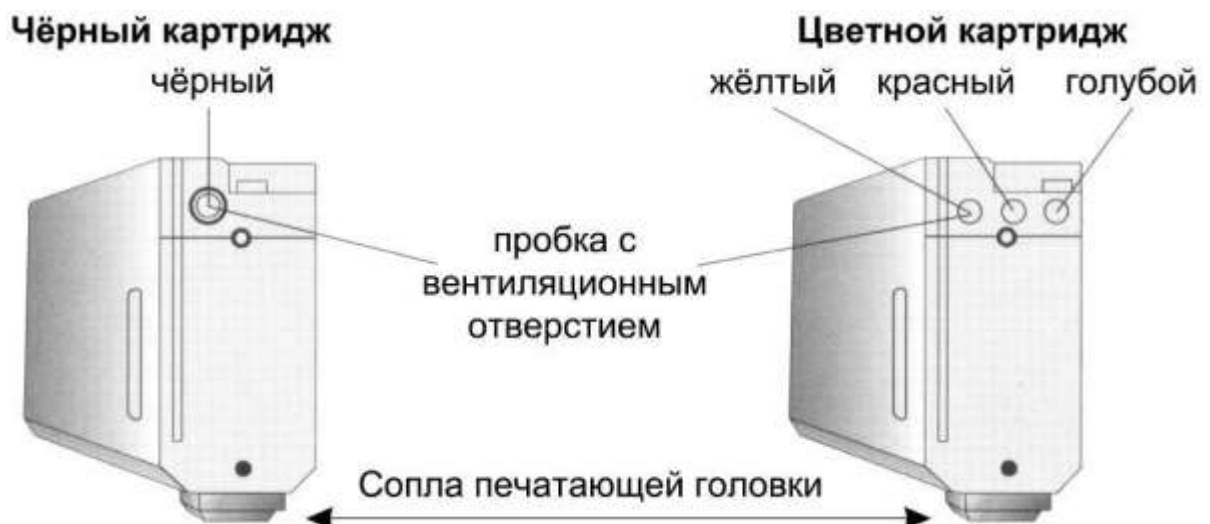 Чёрный картридж
чёрный
Цветной картридж
жёлтый красный голубой
пробка с
вентиляционным
отверстием
Сопла печатающей головки